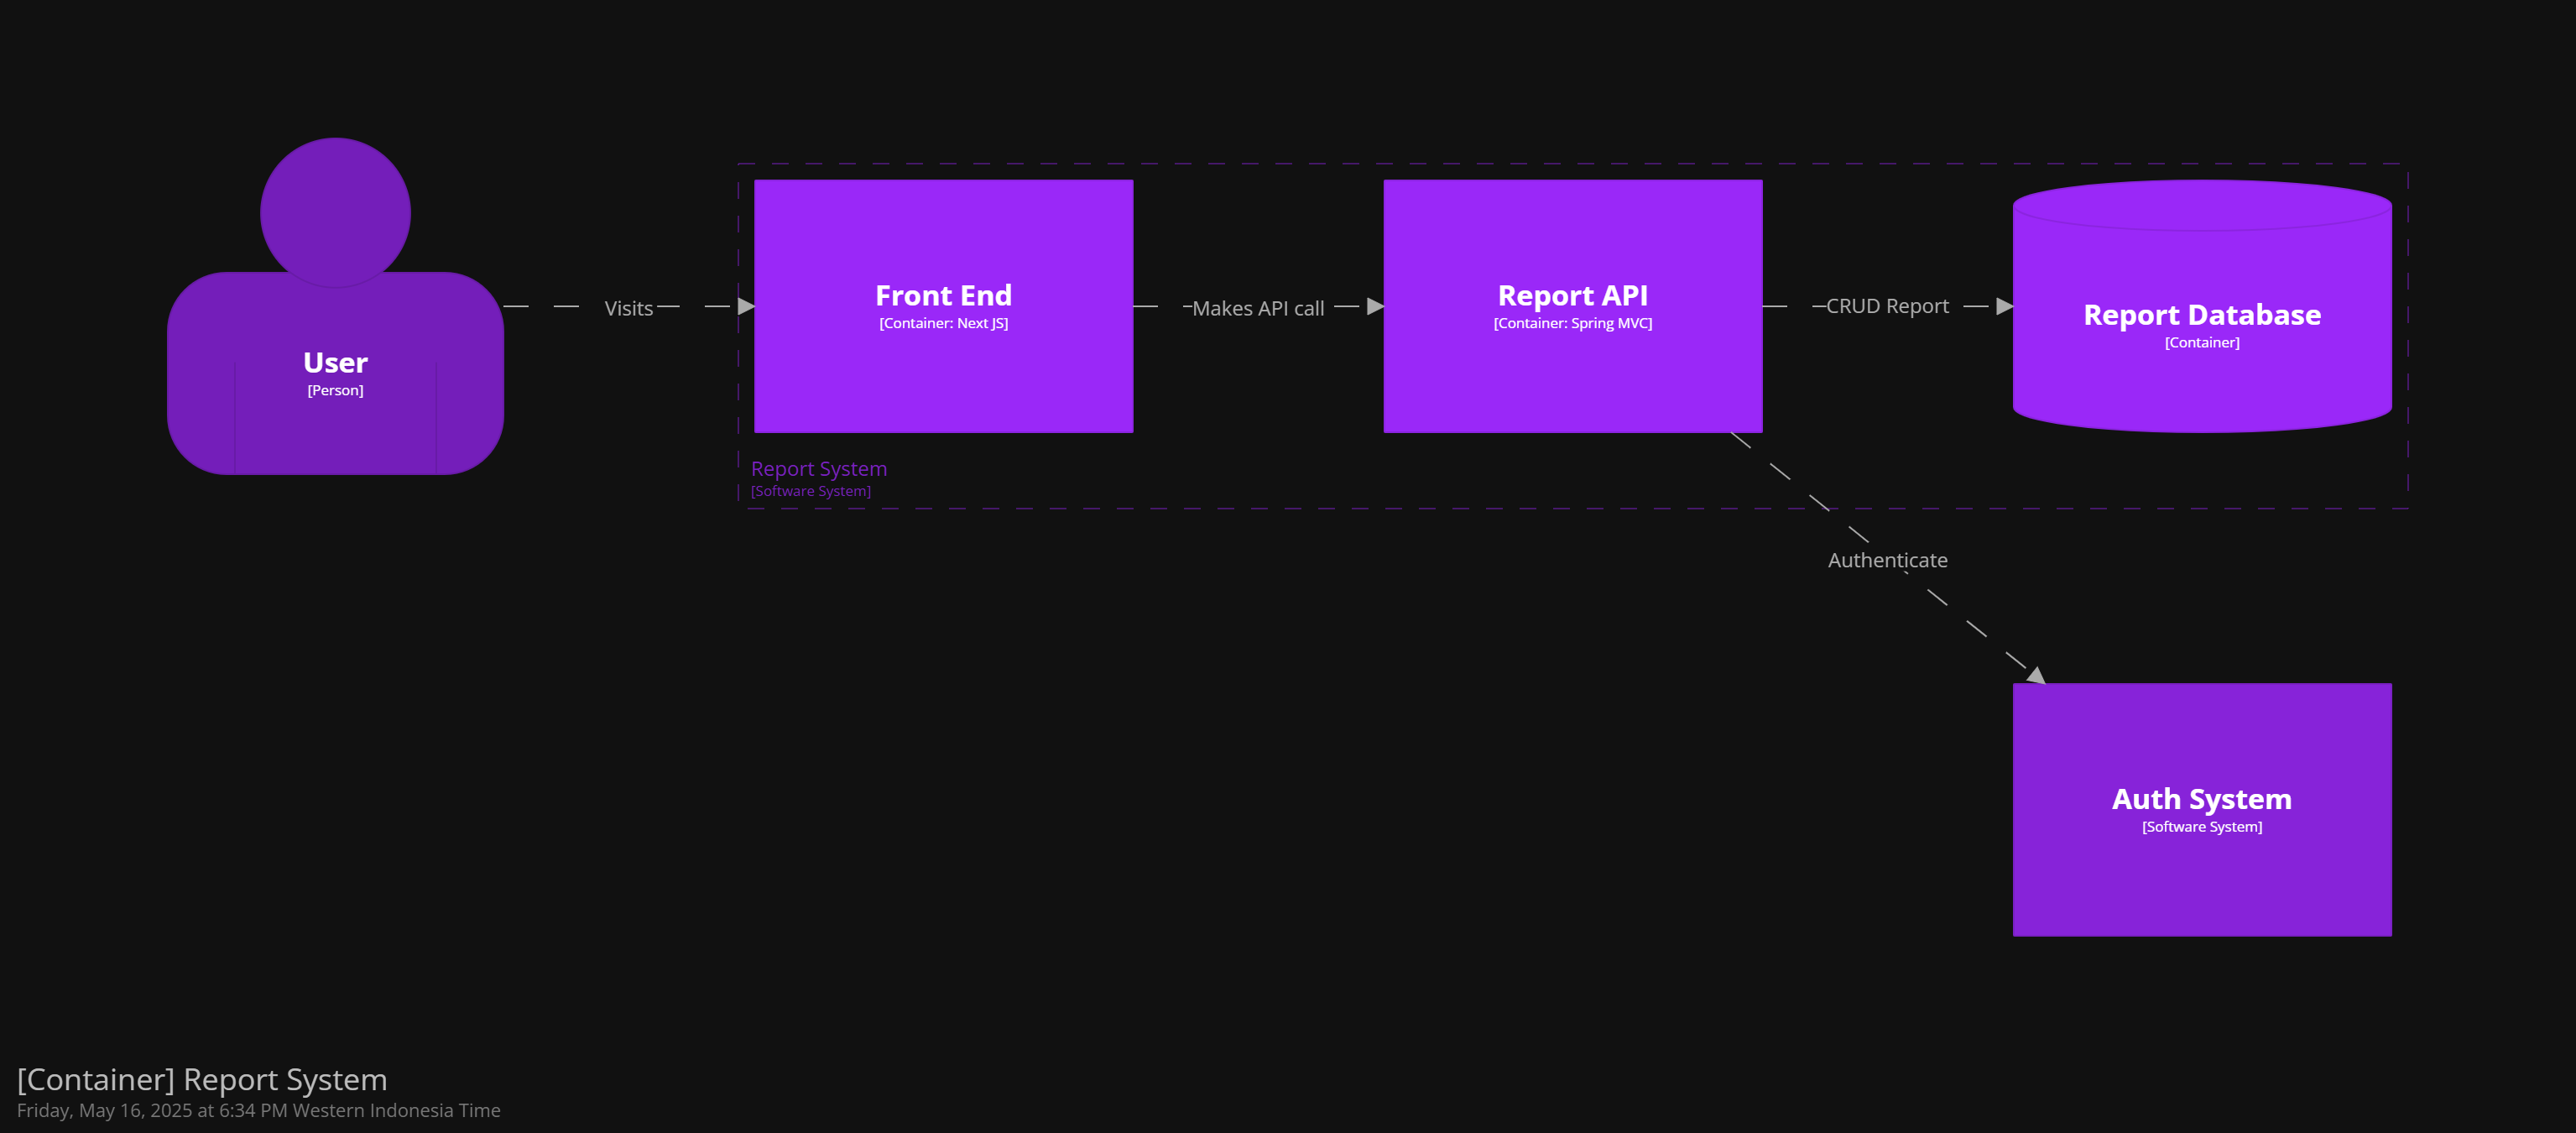 User
[Person]
Visits
Front End
[Container: Next JS]
Makes API call
Report API
[Container: Spring MVC]
CRUD Report
Report Database
[Container]
Report System
[Software System]
Authenticate
Auth System
[Software System]
[Container] Report System
Friday, May 16, 2025 at 6:34 PM Western Indonesia Time